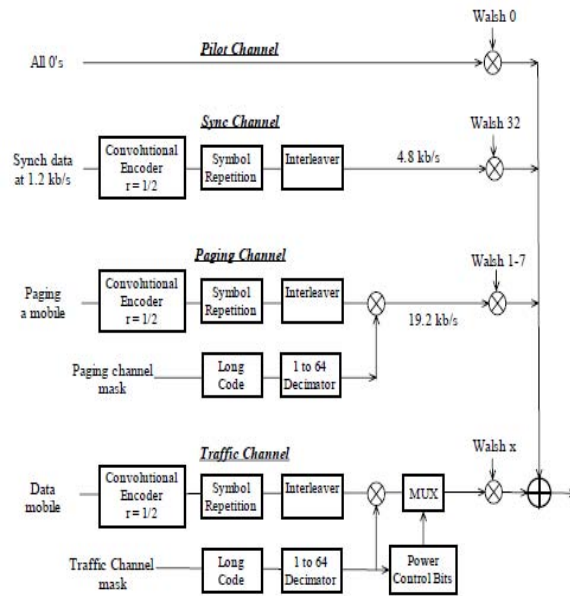 Walsh 0
Pilot Channel
All 0's
Sync Channel
Walsh 32
Synch data
at 1.2 kb/s
Convolutional
Encoder
r = 1/2
Symbol
Repetition
Interleaver
4.8 kb/s
Paging Channel
Walsh 1-7
Paging
a mobile
Convolutional
Encoder
r = 1/2
Symbol
Repetition
Interleaver
19.2 kb/s
Paging channel
mask
Long
Code
1 to 64
Decimator
Traffic Channel
Walsh x
Data
mobile
Convolutional
Encoder
r = 1/2
Symbol
Repetition
Interleaver
MUX
Traffic Channel
mask
Long
Code
1 to 64
Decimator
Power
Control Bits